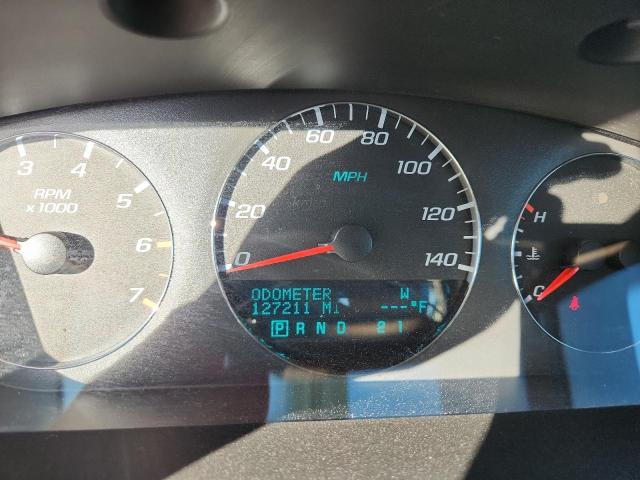 3 4 5 6 7
RPM
x1000
0 20 40 60 80 100 120 140
MPH
ODOMETER W
127211 MI ---°F
P R N D 2 1
H
C